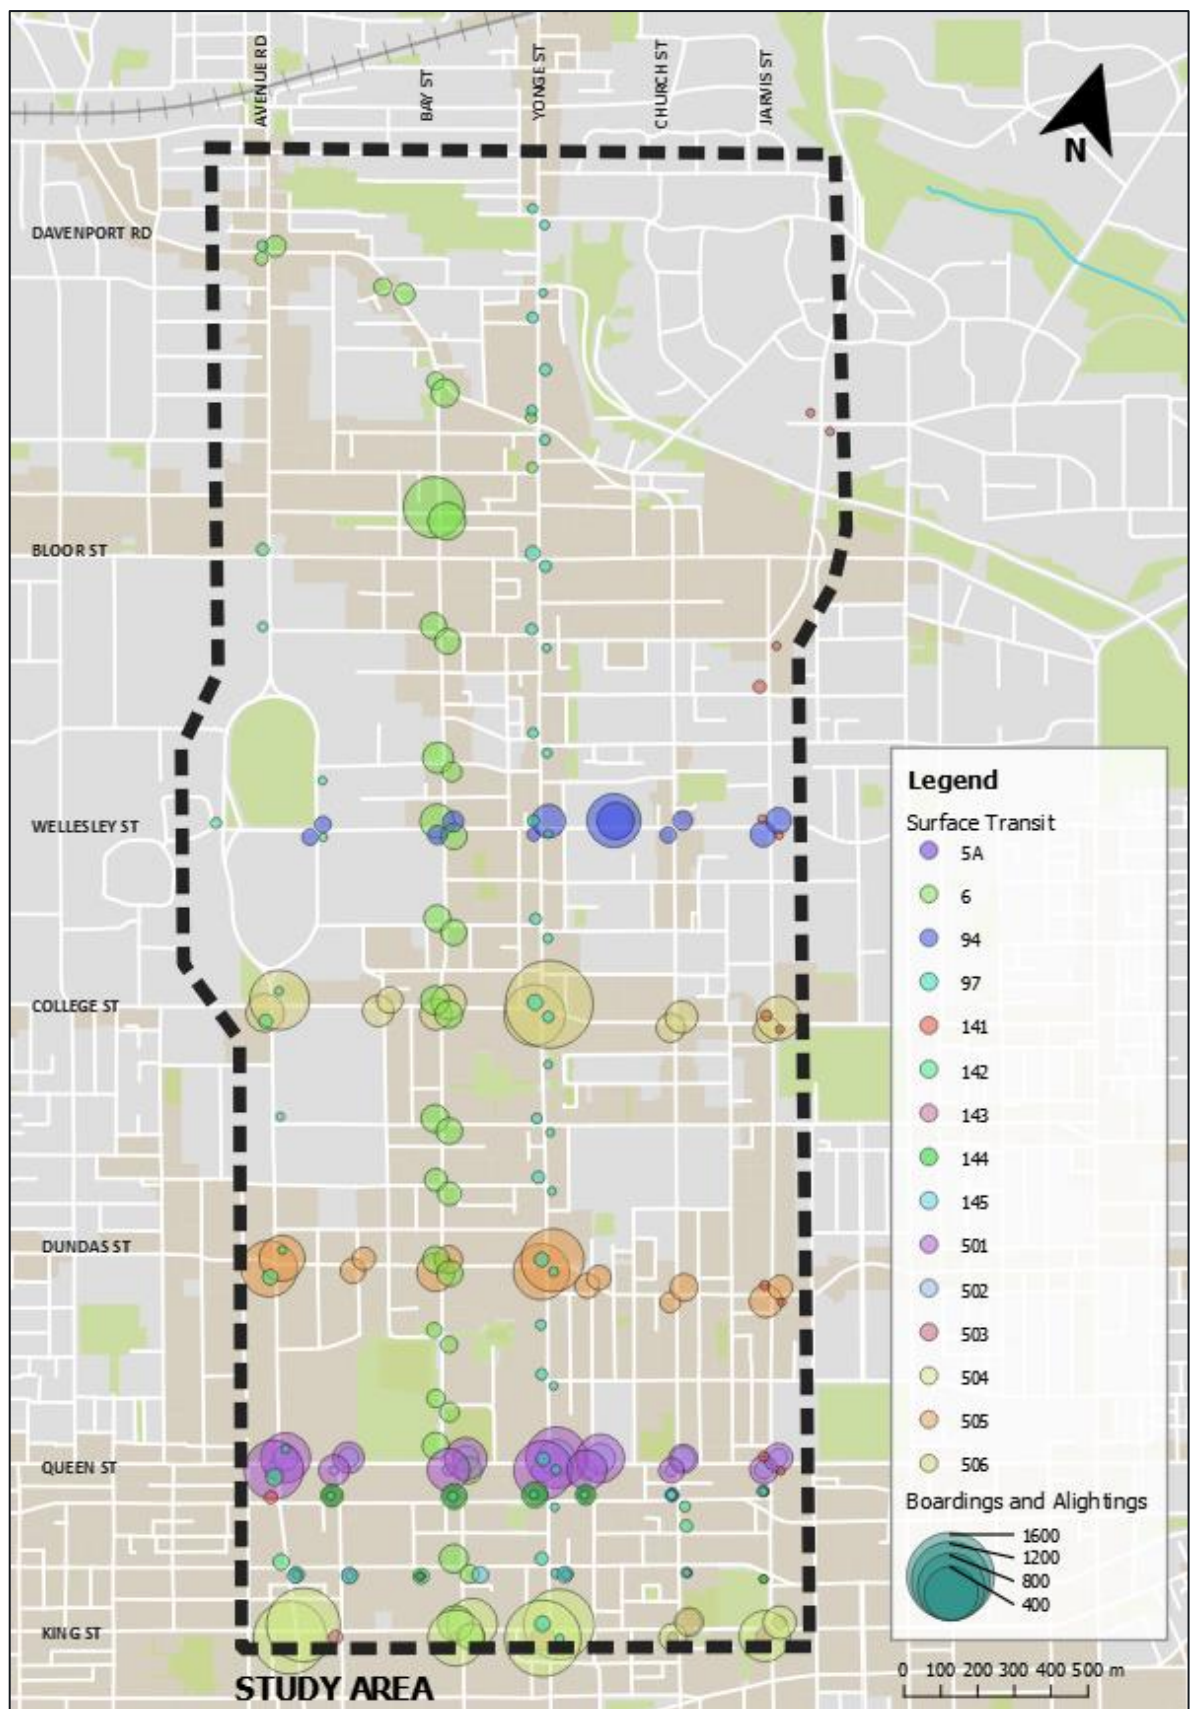 AVENUE RD
BAY ST
YONGE ST
CHURCH ST
JARVIS ST
N
DAVENPORT RD
BLOOR ST
WELLESLEY ST
COLLEGE ST
DUNDAS ST
QUEEN ST
KING ST
STUDY AREA
Legend
Surface Transit
5A
6
94
97
141
142
143
144
145
501
502
503
504
505
506
Boardings and Alightings
1600
1200
800
400
0 100 200 300 400 500 m